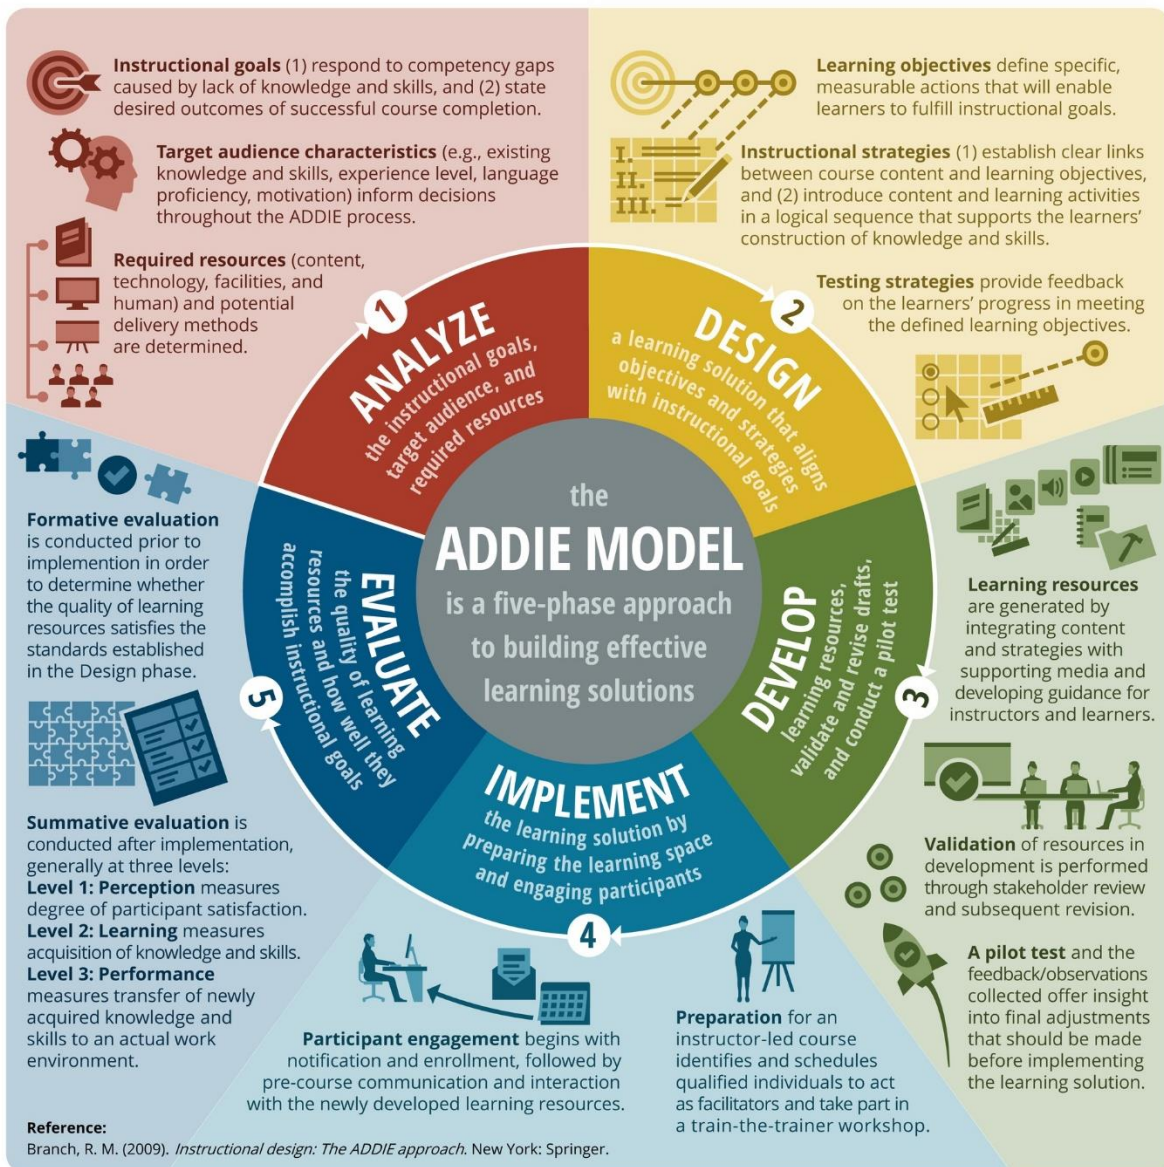 Instructional goals (1) respond to competency gaps
caused by lack of knowledge and skills, and (2) state
desired outcomes of successful course completion.
Target audience characteristics (e.g., existing
knowledge and skills, experience level, language
proficiency, motivation) inform decisions
throughout the ADDIE process.
Required resources (content,
technology, facilities, and
human) and potential
delivery methods
are determined.
Learning objectives define specific,
measurable actions that will enable
learners to fulfill instructional goals.
I.
II.
III.
Instructional strategies (1) establish clear links
between course content and learning objectives,
and (2) introduce content and learning activities
in a logical sequence that supports the learners'
construction of knowledge and skills.
Testing strategies provide feedback
on the learners' progress in meeting
the defined learning objectives.
1
ANALYZE
the instructional goals,
target audience, and
required resources
2
DESIGN
a learning solution that aligns
objectives and strategies
with instructional goals
the
ADDIE MODEL
is a five-phase approach
to building effective
learning solutions
3
DEVELOP
learning resources,
validate and revise drafts,
and conduct a pilot test
4
IMPLEMENT
the learning solution by
preparing the learning space
and engaging participants
5
EVALUATE
the quality of learning
resources and how well they
accomplish instructional goals
Learning resources
are generated by
integrating content
and strategies with
supporting media and
developing guidance for
instructors and learners.
Validation of resources in
development is performed
through stakeholder review
and subsequent revision.
A pilot test and the
feedback/observations
collected offer insight
into final adjustments
that should be made
before implementing
the learning solution.
Preparation for an
instructor-led course
identifies and schedules
qualified individuals to act
as facilitators and take part in
a train-the-trainer workshop.
Participant engagement begins with
notification and enrollment, followed by
pre-course communication and interaction
with the newly developed learning resources.
Formative evaluation
is conducted prior to
implemention in order
to determine whether
the quality of learning
resources satisfies the
standards established
in the Design phase.
Summative evaluation is
conducted after implementation,
generally at three levels:
Level 1: Perception measures
degree of participant satisfaction.
Level 2: Learning measures
acquisition of knowledge and skills.
Level 3: Performance
measures transfer of newly
acquired knowledge and
skills to an actual work
environment.
Reference:
Branch, R. M. (2009). Instructional design: The ADDIE approach. New York: Springer.